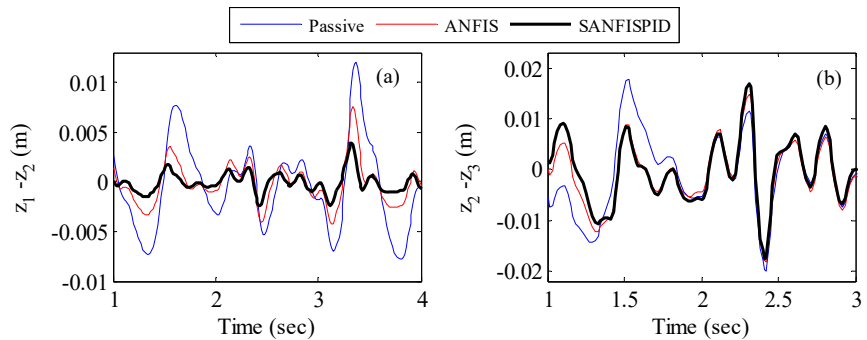 Passive ANFIS SANFISPID
(a)
z1 -z2 (m)
0.01
0.005
0
-0.005
-0.01
1 2 3 4
Time (sec)
(b)
z2 -z3 (m)
0.02
0.01
0
-0.01
-0.02
1 1.5 2 2.5 3
Time (sec)